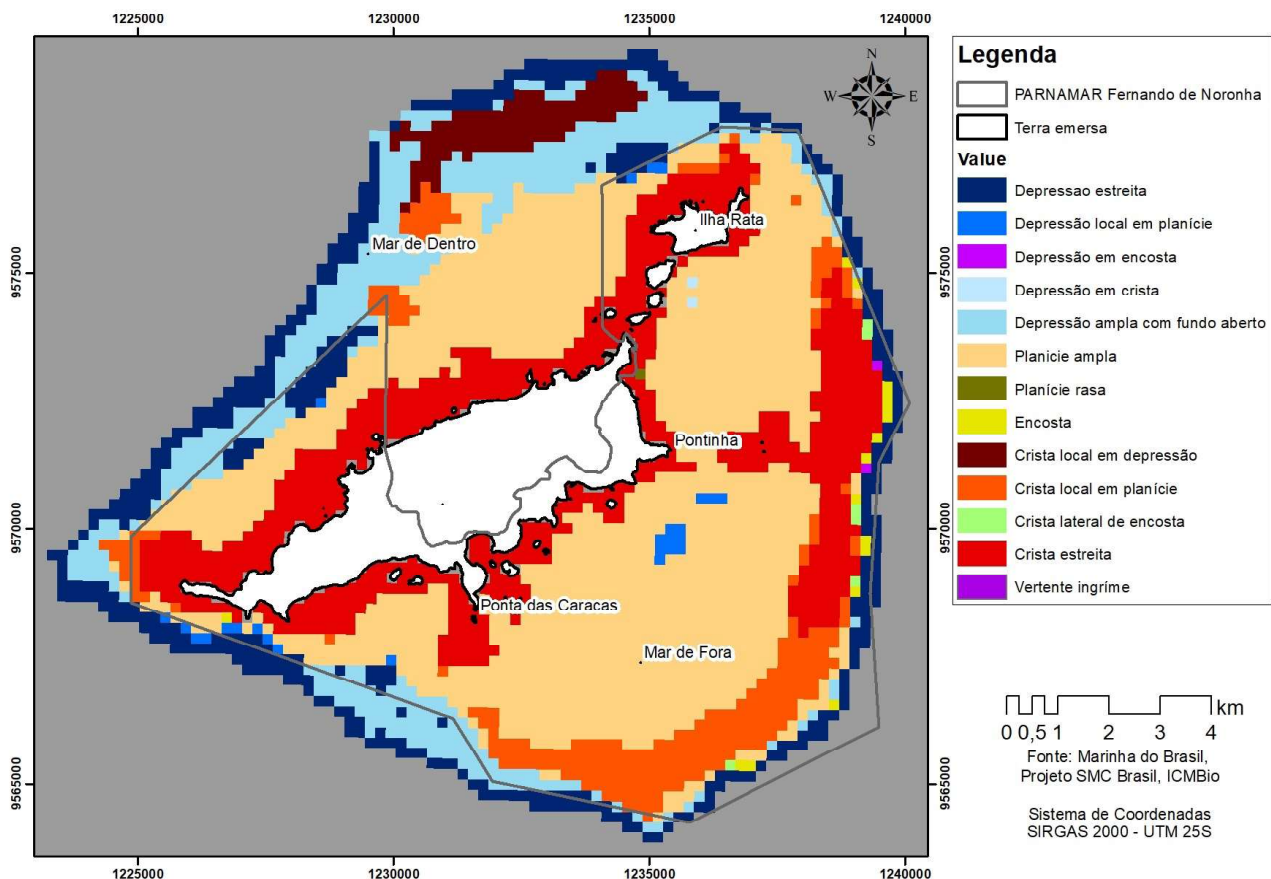 1225000 1230000 1235000 1240000
N
W E
S
9575000 9575000
9570000 9570000
9565000 9565000
Ilha Rata
Mar de Dentro
Pontinha
Ponta das Caracas
Mar de Fora
1225000 1230000 1235000 1240000
Legenda
PARNAMAR Fernando de Noronha
Terra emersa
Value
Depressao estreita
Depressão local em planície
Depressão em encosta
Depressão em crista
Depressão ampla com fundo aberto
Planicie ampla
Planície rasa
Encosta
Crista local em depressão
Crista local em planície
Crista lateral de encosta
Crista estreita
Vertente ingríme
km
0 0,5 1 2 3 4
Fonte: Marinha do Brasil,
Projeto SMC Brasil, ICMBio
Sistema de Coordenadas
SIRGAS 2000 - UTM 25S